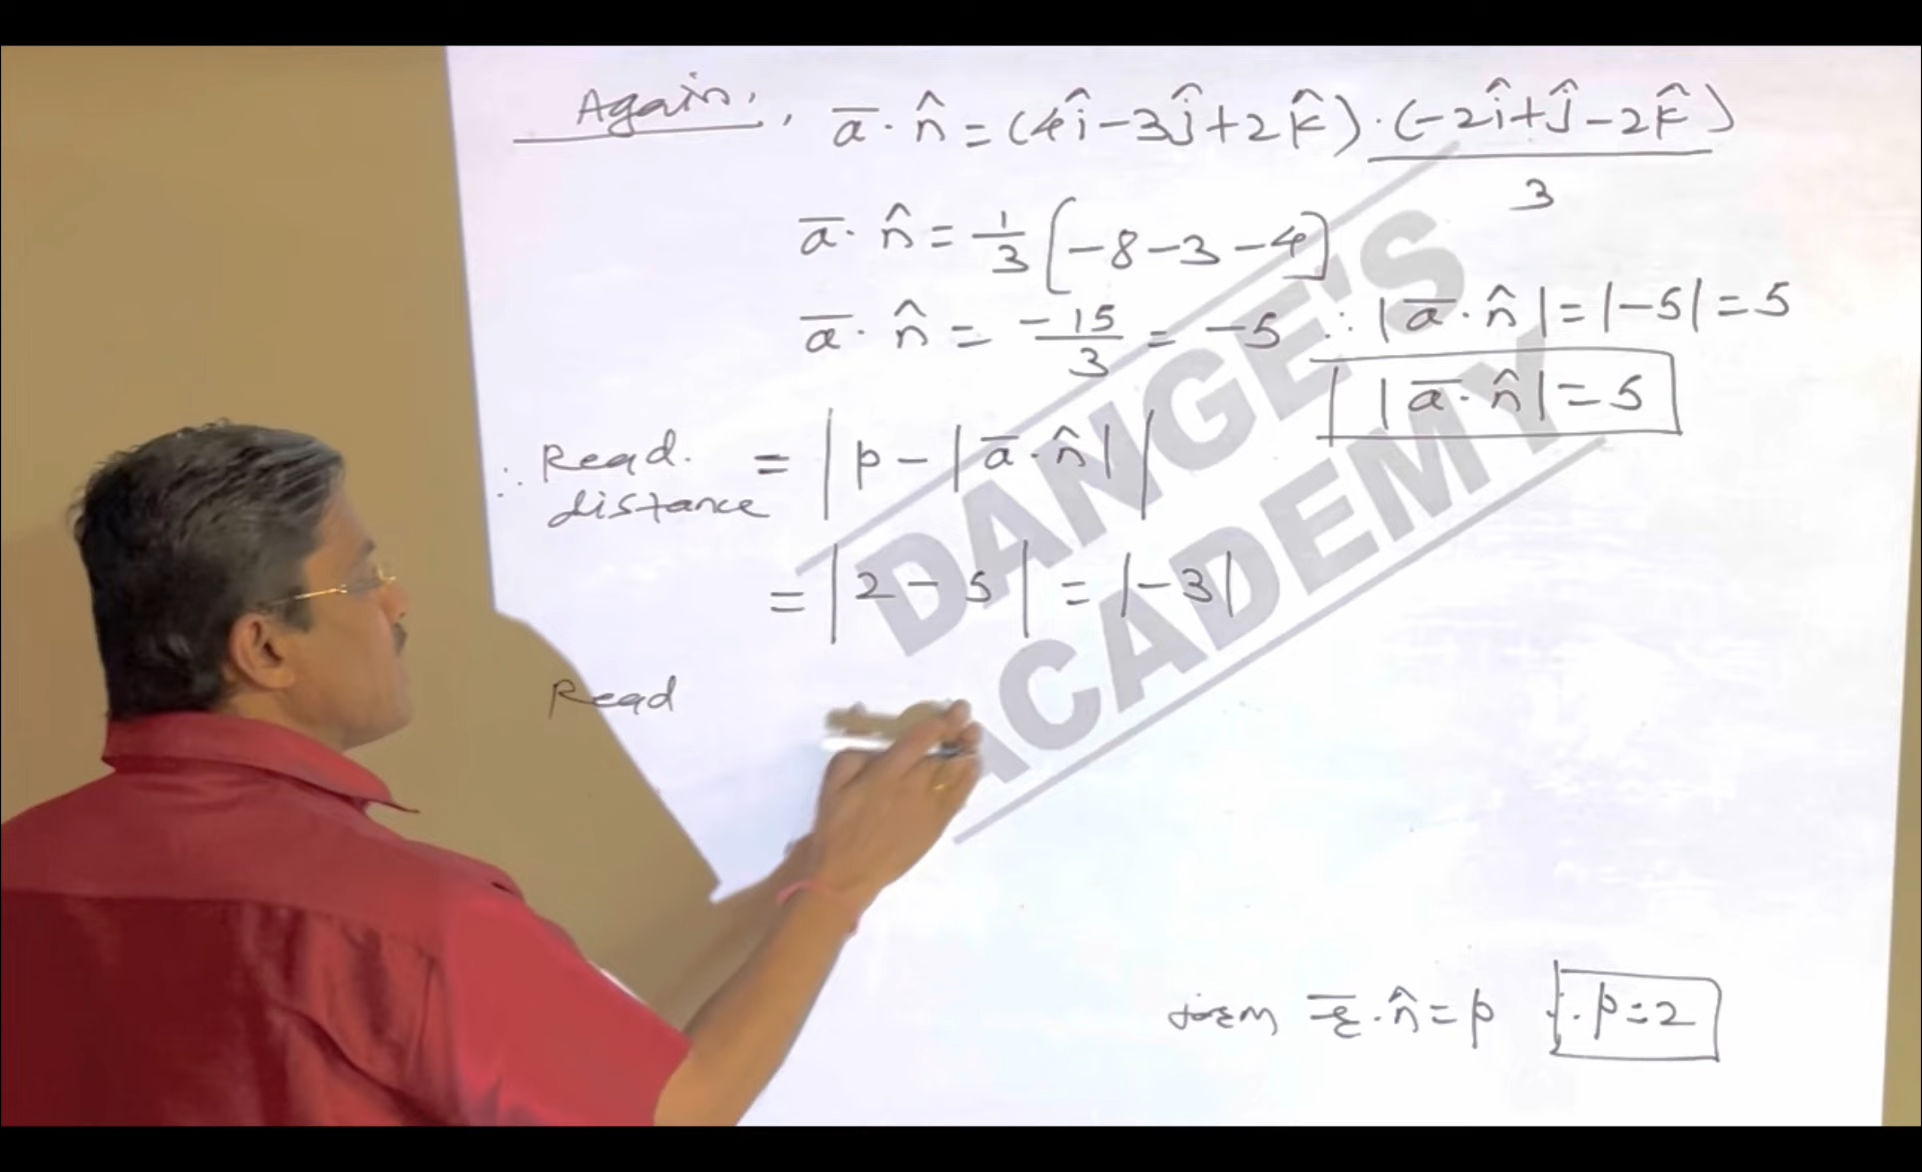 Again, , a̅ · n̂ = (4î-3ĵ+2k̂) · (-2î+ĵ-2k̂)
3
a̅ · n̂ = 1/3 [-8-3-4]
a̅ · n̂ = -15/3 = -5 ∴ |a̅ · n̂| = |-5| = 5
|a̅ · n̂| = 5
∴ Reqd. distance = |p - |a̅ · n̂||
= |2 - 5| = |-3|
Reqd
form r̅ · n̂ = p ∴ p = 2
DANGE'S
ACADEMY